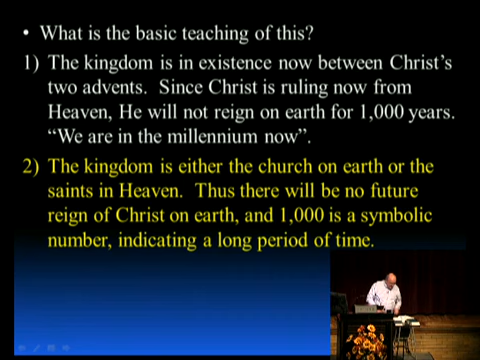 • What is the basic teaching of this?
1) The kingdom is in existence now between Christ's
two advents. Since Christ is ruling now from
Heaven, He will not reign on earth for 1,000 years.
“We are in the millennium now”.
2) The kingdom is either the church on earth or the
saints in Heaven. Thus there will be no future
reign of Christ on earth, and 1,000 is a symbolic
number, indicating a long period of time.